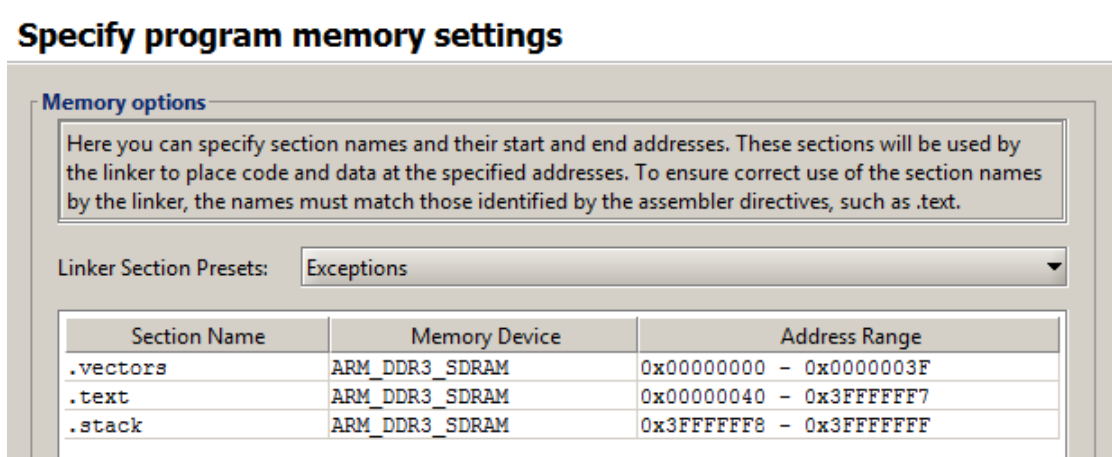 Specify program memory settings
Memory options
Here you can specify section names and their start and end addresses. These sections will be used by
the linker to place code and data at the specified addresses. To ensure correct use of the section names
by the linker, the names must match those identified by the assembler directives, such as .text.
Linker Section Presets: Exceptions
Section Name Memory Device Address Range
.vectors ARM_DDR3_SDRAM 0x00000000 - 0x0000003F
.text ARM_DDR3_SDRAM 0x00000040 - 0x3FFFFFF7
.stack ARM_DDR3_SDRAM 0x3FFFFFF8 - 0x3FFFFFFF